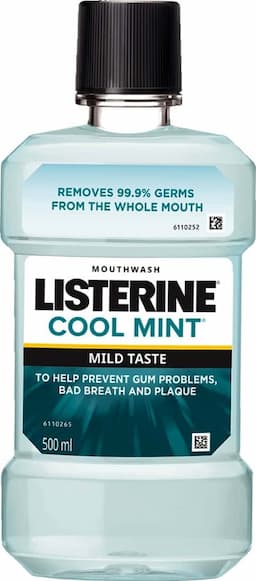 REMOVES 99.9% GERMS
FROM THE WHOLE MOUTH
6110252
MOUTHWASH
LISTERINE®
COOL MINT®
MILD TASTE
TO HELP PREVENT GUM PROBLEMS,
BAD BREATH AND PLAQUE
6110265
500 ml